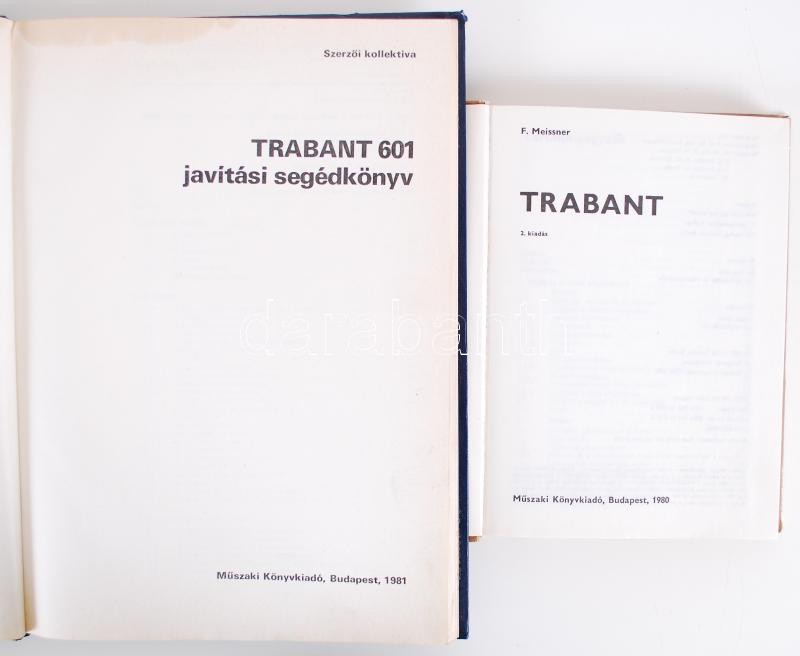 Szerzői kollektiva
TRABANT 601
javítási segédkönyv
Műszaki Könyvkiadó, Budapest, 1981
F. Meissner
TRABANT
2. kiadás
Műszaki Könyvkiadó, Budapest, 1980
darabanth